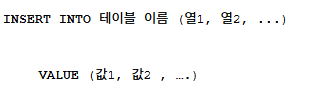 INSERT INTO 테이블 이름 (열1, 열2, ...)
VALUE (값1, 값2 , ….)